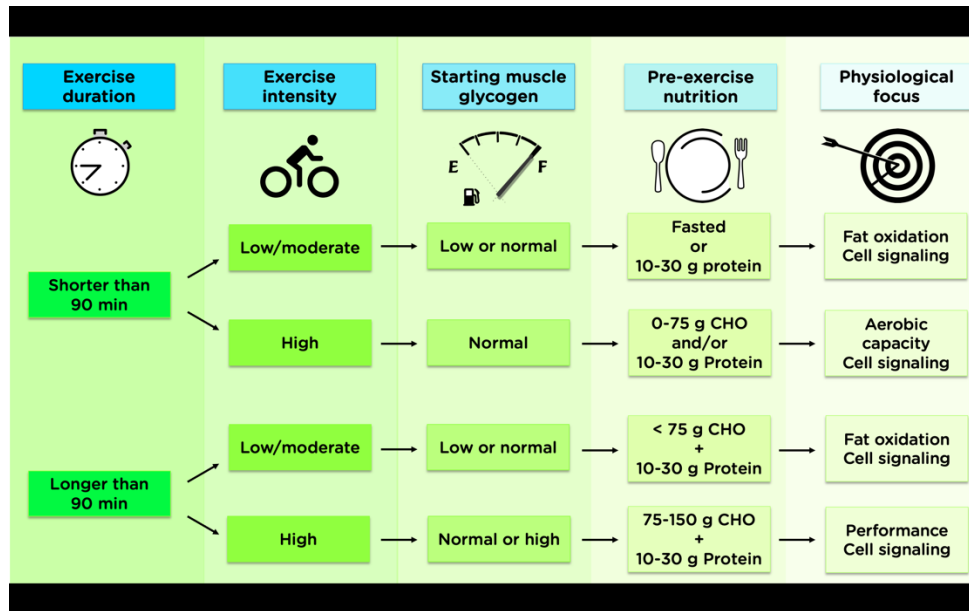 Exercise
duration
Exercise
intensity
Starting muscle
glycogen
Pre-exercise
nutrition
Physiological
focus
E
F
Shorter than
90 min
Low/moderate
Low or normal
Fasted
or
10-30 g protein
Fat oxidation
Cell signaling
High
Normal
0-75 g CHO
and/or
10-30 g Protein
Aerobic
capacity
Cell signaling
Longer than
90 min
Low/moderate
Low or normal
< 75 g CHO
+
10-30 g Protein
Fat oxidation
Cell signaling
High
Normal or high
75-150 g CHO
+
10-30 g Protein
Performance
Cell signaling